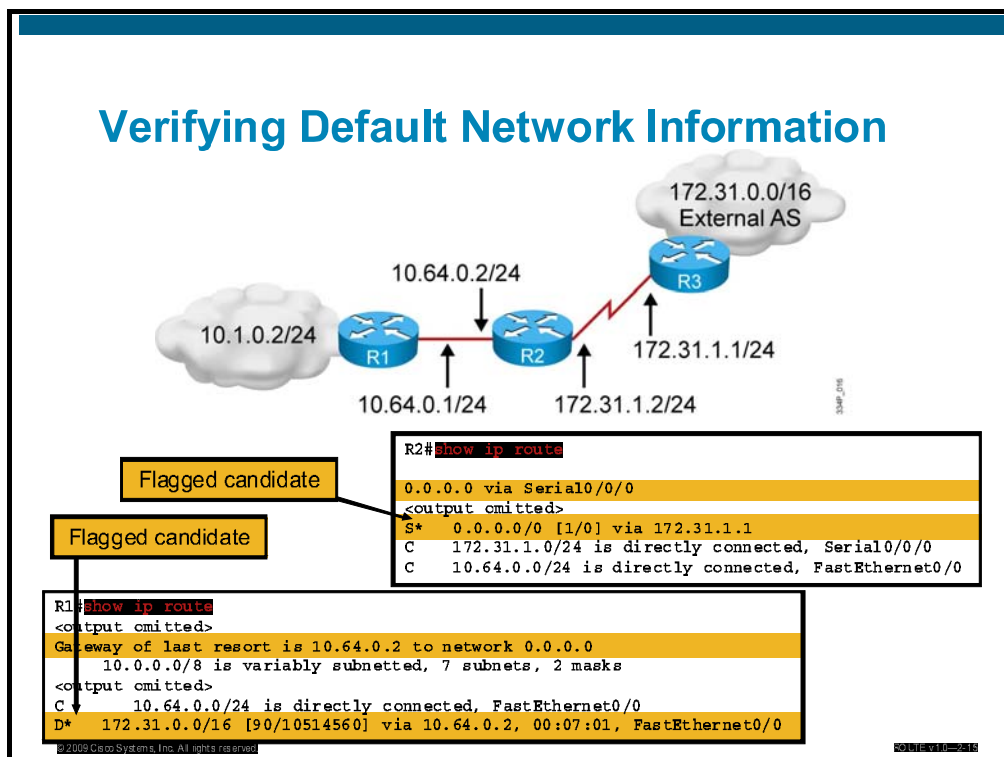 Verifying Default Network Information
172.31.0.0/16
External AS
R3
10.64.0.2/24
10.1.0.2/24
R1
R2
172.31.1.1/24
10.64.0.1/24
172.31.1.2/24
334P_016
Flagged candidate
R2#show ip route
0.0.0.0 via Serial0/0/0
<output omitted>
S* 0.0.0.0/0 [1/0] via 172.31.1.1
C 172.31.1.0/24 is directly connected, Serial0/0/0
C 10.64.0.0/24 is directly connected, FastEthernet0/0
Flagged candidate
R1#show ip route
<output omitted>
Gateway of last resort is 10.64.0.2 to network 0.0.0.0
10.0.0.0/8 is variably subnetted, 7 subnets, 2 masks
<output omitted>
C 10.64.0.0/24 is directly connected, FastEthernet0/0
D* 172.31.0.0/16 [90/10514560] via 10.64.0.2, 00:07:01, FastEthernet0/0
© 2009 Cisco Systems, Inc. All rights reserved.
ROUTE v1.0—2-15